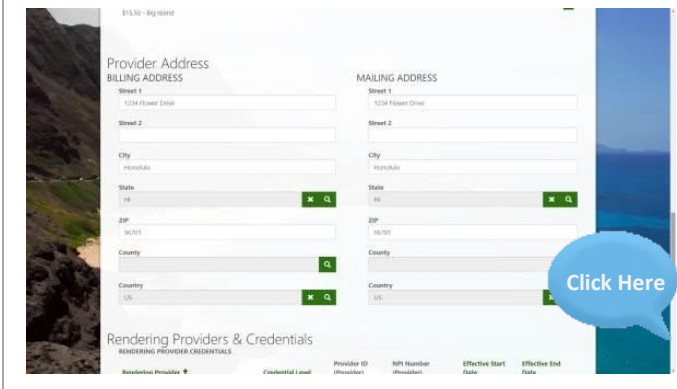 $15.50 - Big Island
Provider Address
BILLING ADDRESS
Street 1
1234 Flower Drive
Street 2
City
Honolulu
State
HI
ZIP
96701
County
Country
US
MAILING ADDRESS
Street 1
1234 Flower Drive
Street 2
City
Honolulu
State
HI
ZIP
96701
County
Country
US
Click Here
Rendering Providers & Credentials
RENDERING PROVIDER CREDENTIALS
Rendering Provider
Credential Level
Provider ID
(Provider)
NPI Number
(Provider)
Effective Start
Date
Effective End
Date